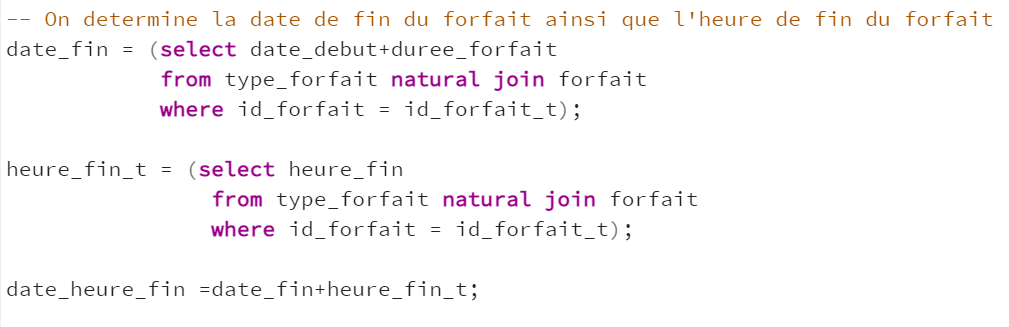 -- On determine la date de fin du forfait ainsi que l'heure de fin du forfait
date_fin = (select date_debut+duree_forfait
from type_forfait natural join forfait
where id_forfait = id_forfait_t);
heure_fin_t = (select heure_fin
from type_forfait natural join forfait
where id_forfait = id_forfait_t);
date_heure_fin =date_fin+heure_fin_t;